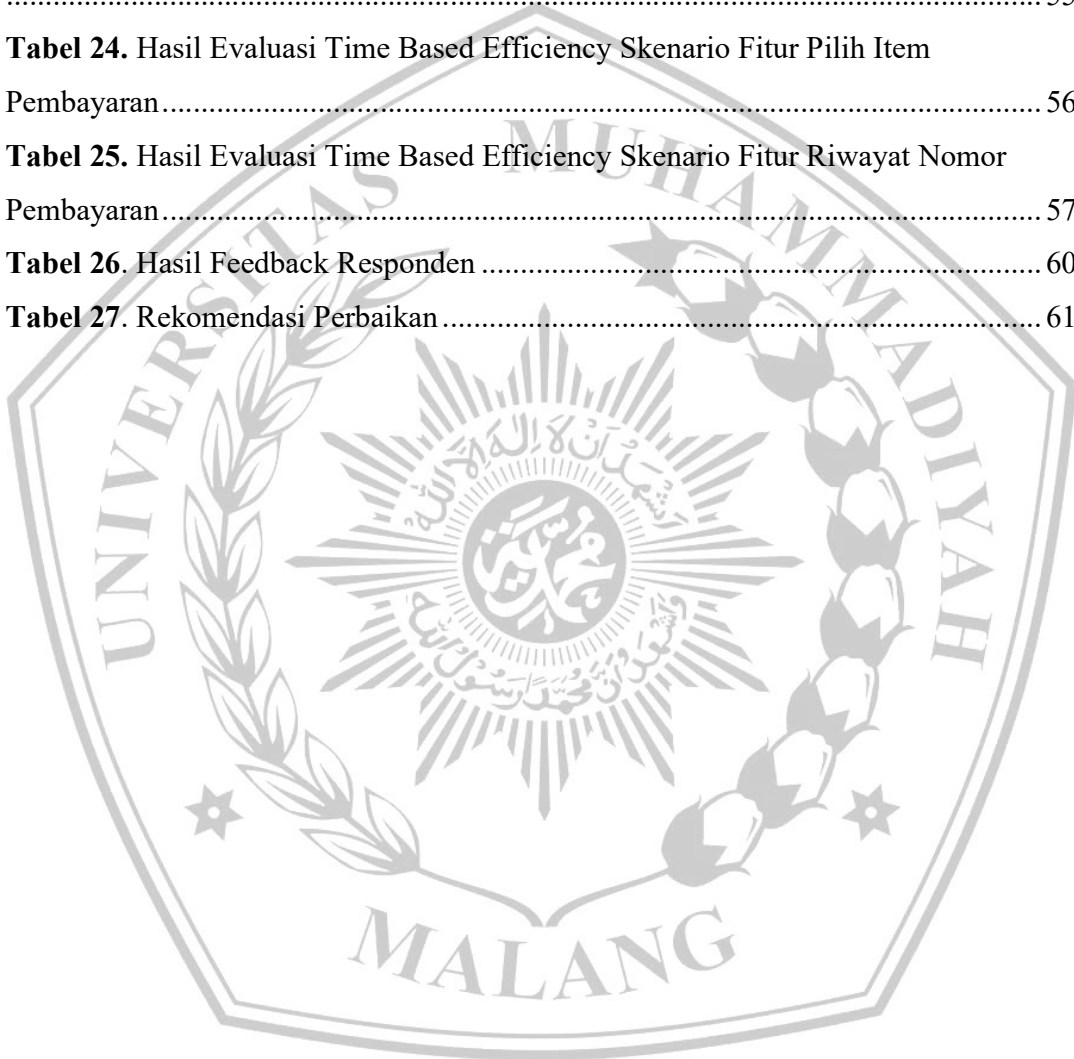 ........................................................................................................................ 55
Tabel 24. Hasil Evaluasi Time Based Efficiency Skenario Fitur Pilih Item
Pembayaran........................................................................................................ 56
Tabel 25. Hasil Evaluasi Time Based Efficiency Skenario Fitur Riwayat Nomor
Pembayaran........................................................................................................ 57
Tabel 26. Hasil Feedback Responden .................................................................. 60
Tabel 27. Rekomendasi Perbaikan ....................................................................... 61
UNIVERSITAS MUHAMMADIYAH
MALANG